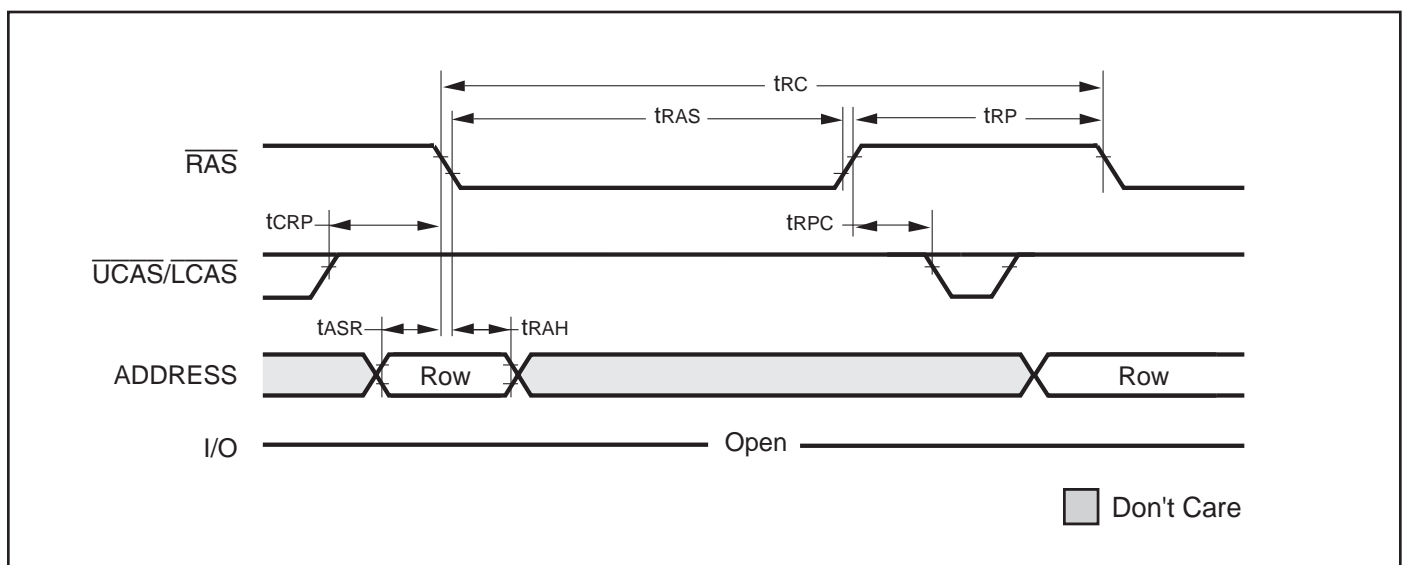 tRC
tRAS
tRP
RAS
tCRP
tRPC
UCAS/LCAS
tASR
tRAH
ADDRESS
Row
Row
I/O
Open
Don't Care